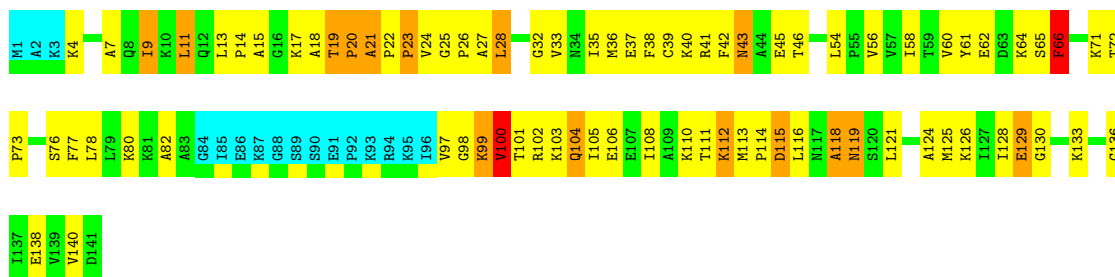 M1 A2 K3 K4 A7 Q8 I9 K10 L11 Q12 L13 P14 A15 G16 K17 A18 T19 P20 A21 P22 P23 V24 G25 P26 A27 L28 G32 V33 N34 I35 M36 E37 F38 C39 K40 R41 F42 N43 A44 E45 T46 L54 P55 V56 V57 I58 T59 V60 Y61 E62 D63 K64 S65 F66 K71 T72
P73 S76 F77 L78 L79 K80 K81 A82 A83 G84 I85 E86 K87 G88 S89 S90 E91 P92 K93 R94 K95 I96 V97 G98 K99 V100 T101 R102 K103 Q104 I105 E106 E107 I108 A109 K110 T111 K112 M113 P114 D115 L116 N117 A118 N119 S120 L121 A124 M125 K126 I127 I128 E129 G130 K133 G136
I137 E138 V139 V140 D141